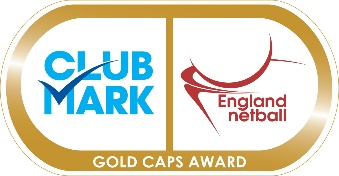 CLUB
MARK
England
netball
GOLD CAPS AWARD